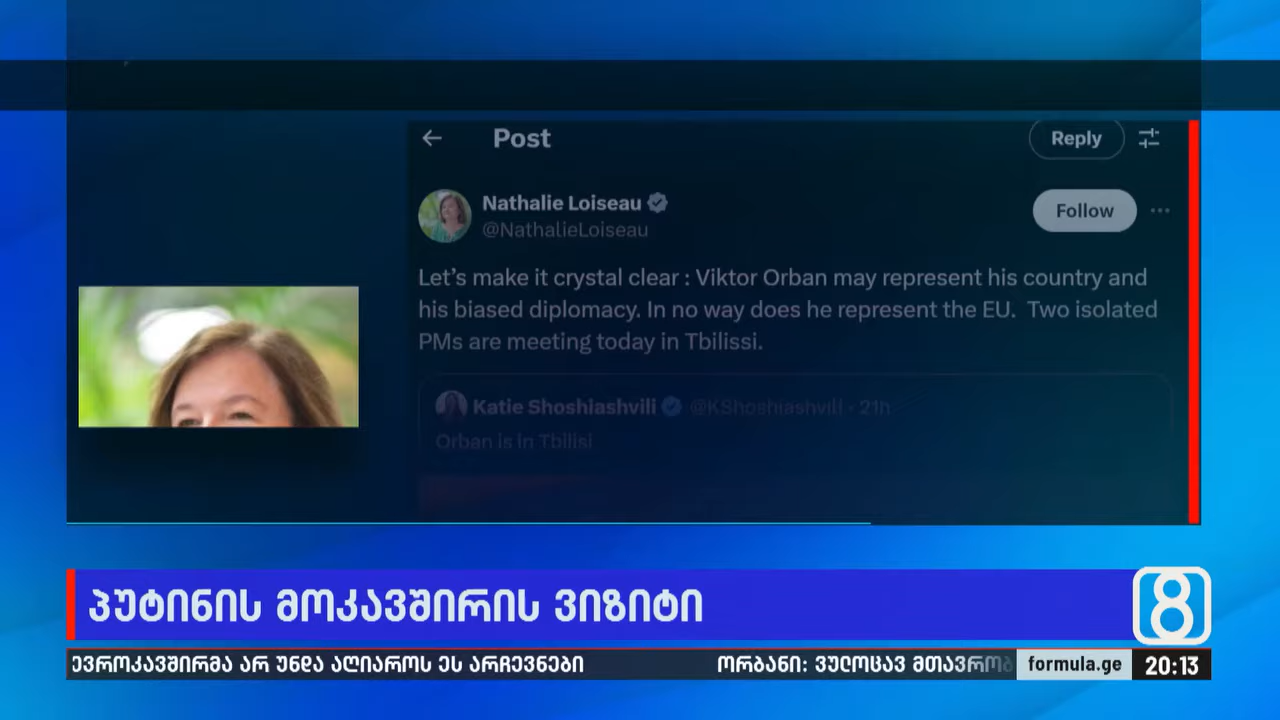 Post
Reply
Nathalie Loiseau
@NathalieLoiseau
Follow
Let's make it crystal clear : Viktor Orban may represent his country and
his biased diplomacy. In no way does he represent the EU.  Two isolated
PMs are meeting today in Tbilissi.
Katie Shoshiashvili @KShoshiashvili · 21h
Orban is in Tbilisi
პუტინის მოკავშირის ვიზიტი
8
ევროკავშირმა არ უნდა აღიაროს ეს არჩევნები
ორბანი: ვულოცავ მთავრობ
formula.ge
20:13